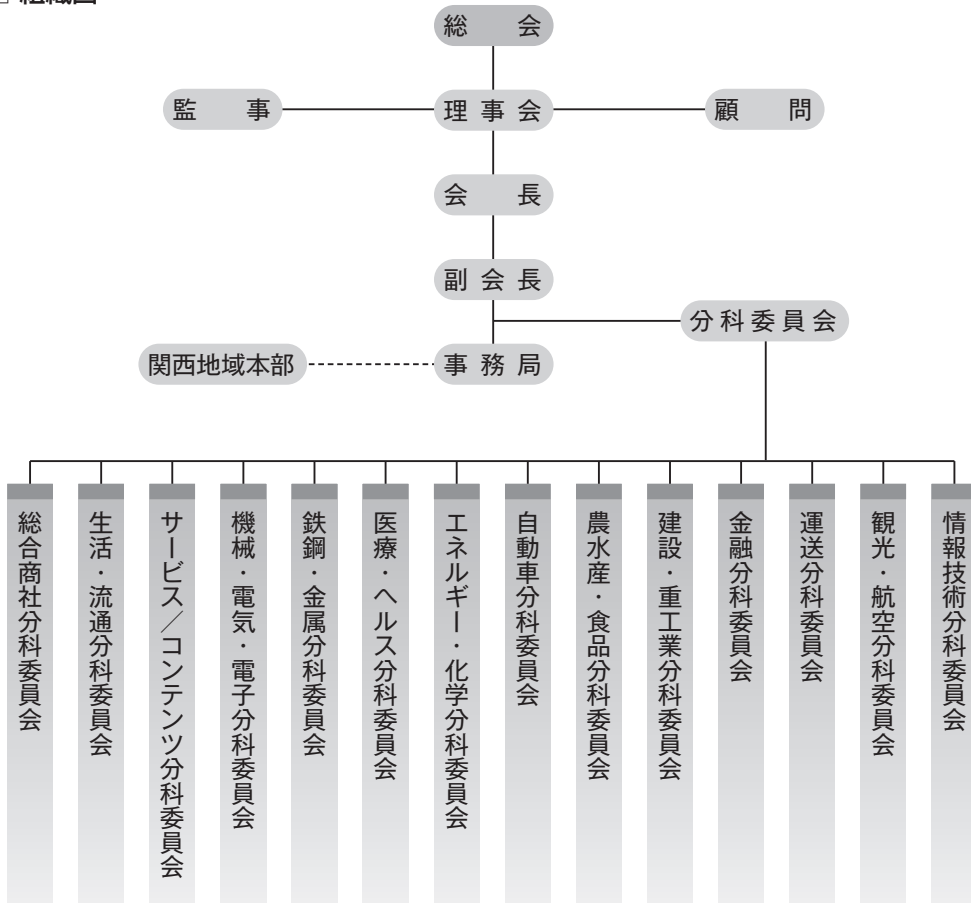 総会
監事
理事会
顧問
会長
副会長
分科委員会
関西地域本部
事務局
総合商社分科委員会
生活・流通分科委員会
サービス／コンテンツ分科委員会
機械・電気・電子分科委員会
鉄鋼・金属分科委員会
医療・ヘルス分科委員会
エネルギー・化学分科委員会
自動車分科委員会
農水産・食品分科委員会
建設・重工業分科委員会
金融分科委員会
運送分科委員会
観光・航空分科委員会
情報技術分科委員会